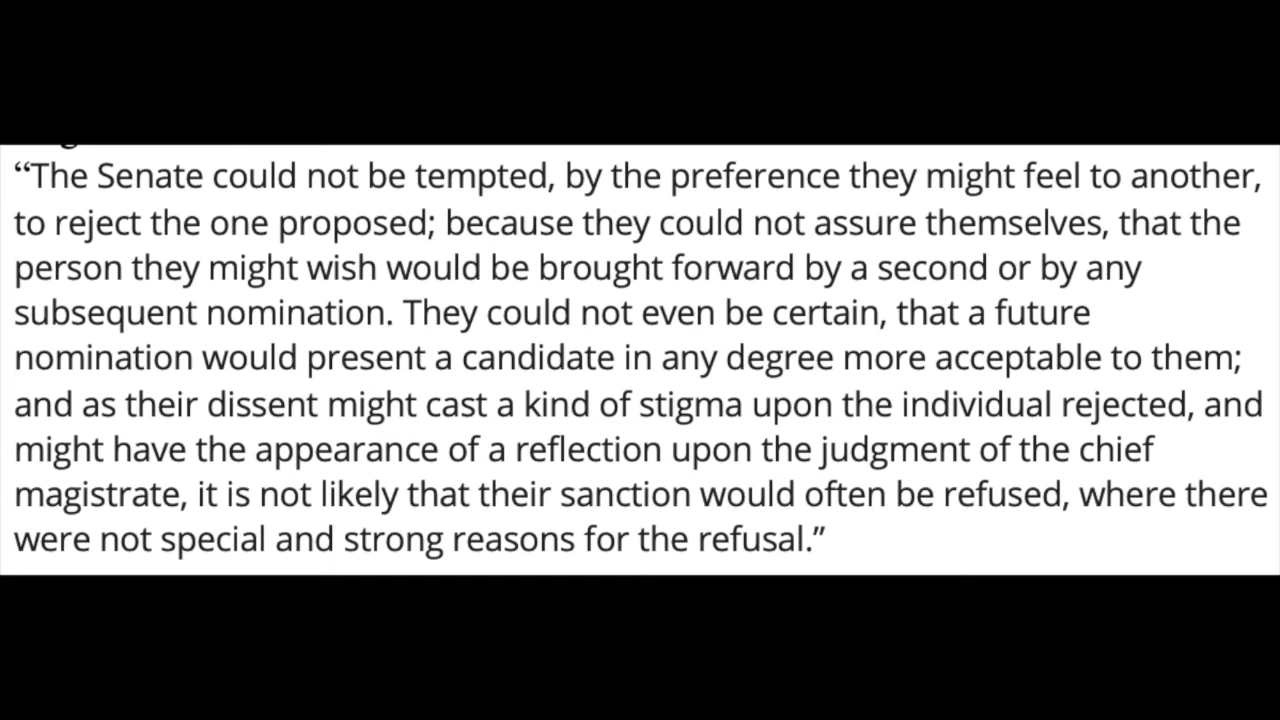 “The Senate could not be tempted, by the preference they might feel to another,
to reject the one proposed; because they could not assure themselves, that the
person they might wish would be brought forward by a second or by any
subsequent nomination. They could not even be certain, that a future
nomination would present a candidate in any degree more acceptable to them;
and as their dissent might cast a kind of stigma upon the individual rejected, and
might have the appearance of a reflection upon the judgment of the chief
magistrate, it is not likely that their sanction would often be refused, where there
were not special and strong reasons for the refusal.”